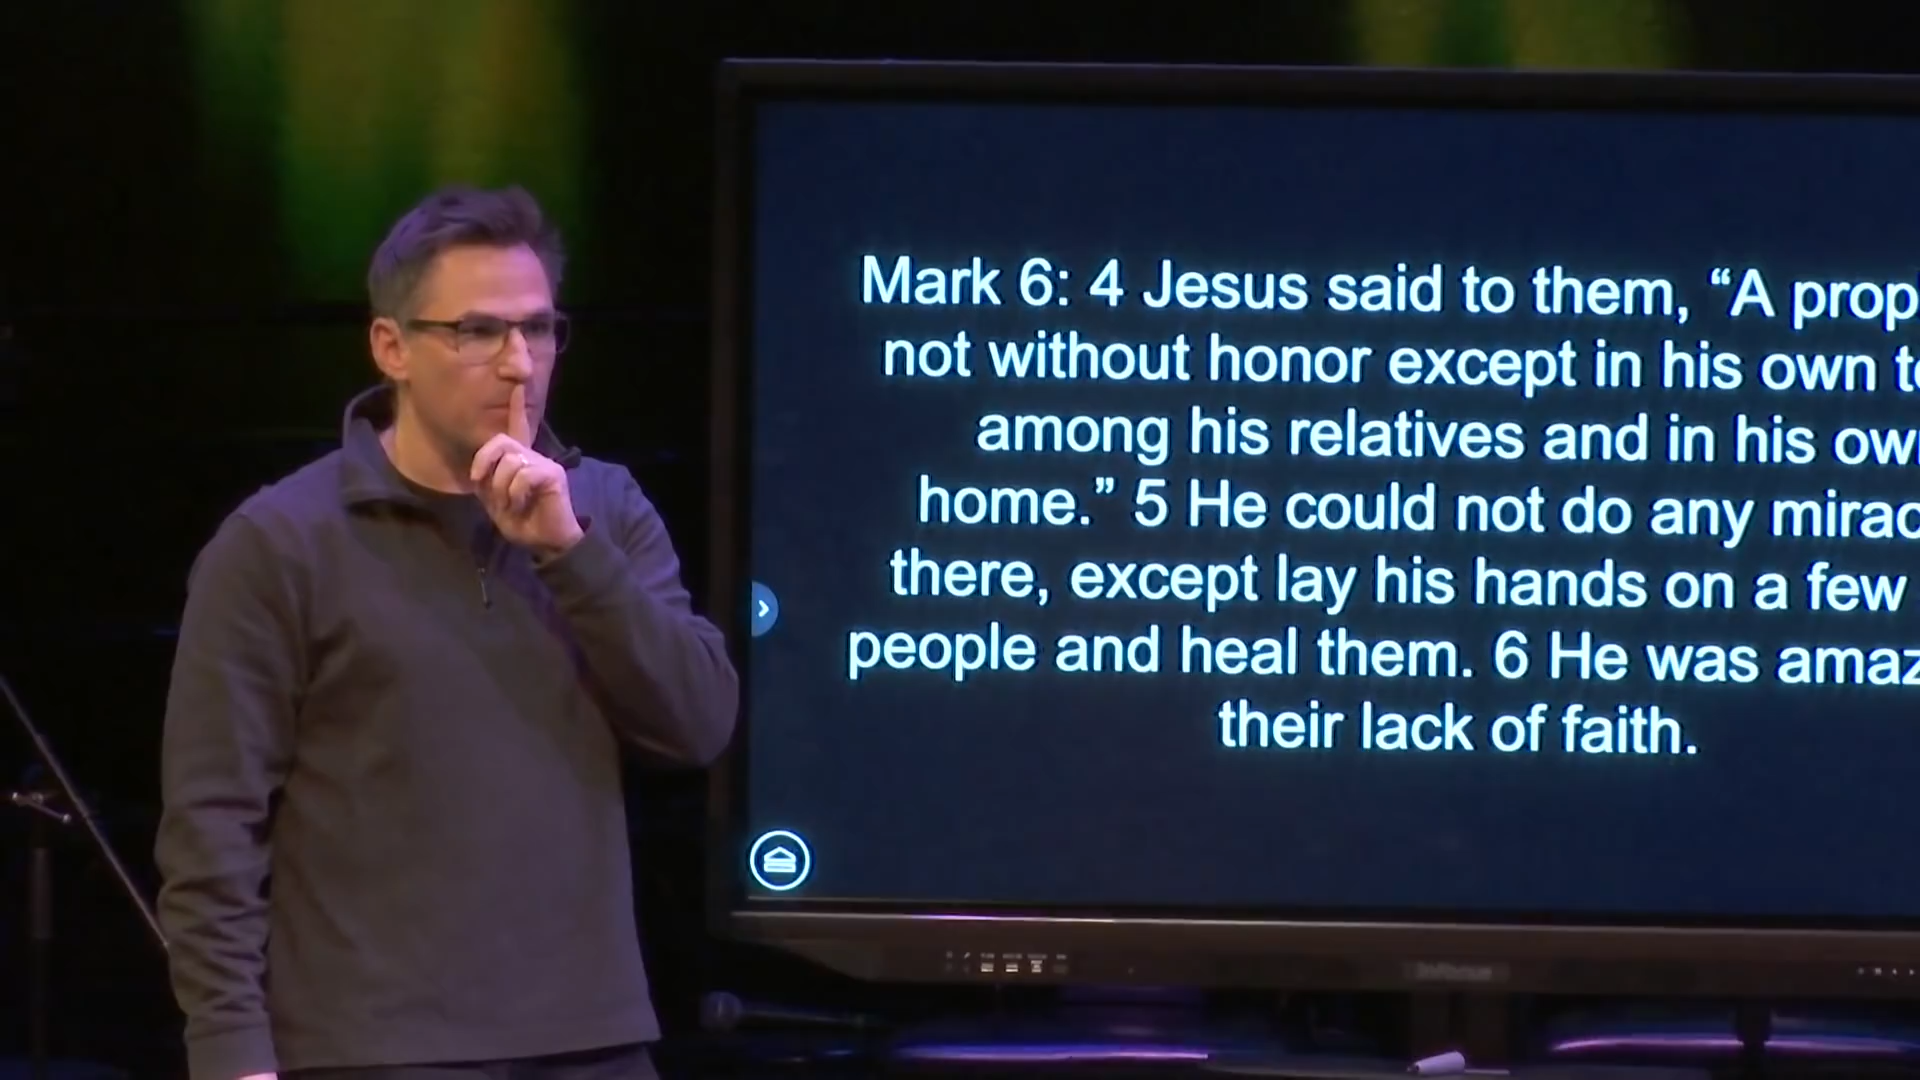 Mark 6: 4 Jesus said to them, “A prop
not without honor except in his own t
among his relatives and in his ow
home.” 5 He could not do any mirac
there, except lay his hands on a few
people and heal them. 6 He was amaz
their lack of faith.
InFocus